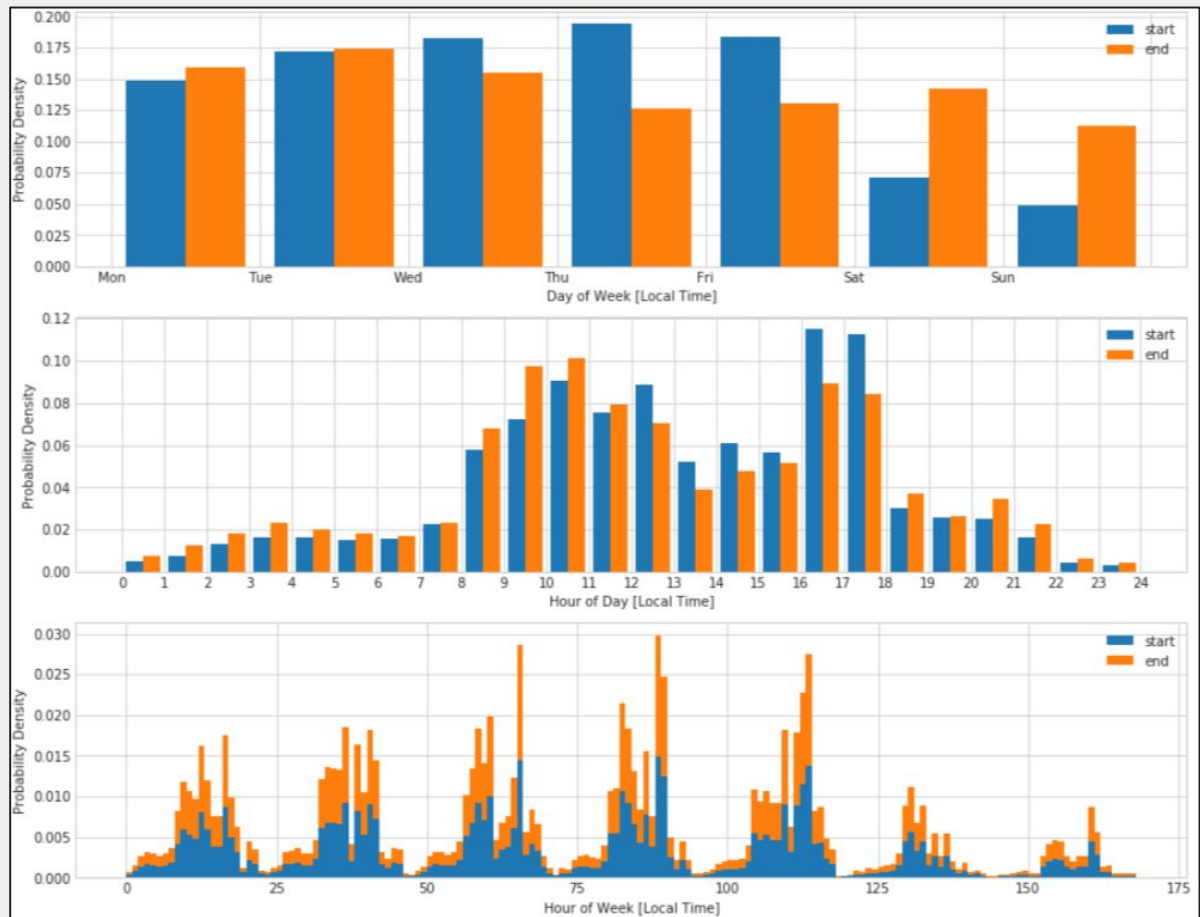 0.200
0.175
0.150
0.125
0.100
0.075
0.050
0.025
0.000
Probability Density
start
end
Mon Tue Wed Thu Fri Sat Sun
Day of Week [Local Time]
0.12
0.10
0.08
0.06
0.04
0.02
0.00
Probability Density
start
end
0 1 2 3 4 5 6 7 8 9 10 11 12 13 14 15 16 17 18 19 20 21 22 23 24
Hour of Day [Local Time]
0.030
0.025
0.020
0.015
0.010
0.005
0.000
Probability Density
start
end
0 25 50 75 100 125 150 175
Hour of Week [Local Time]